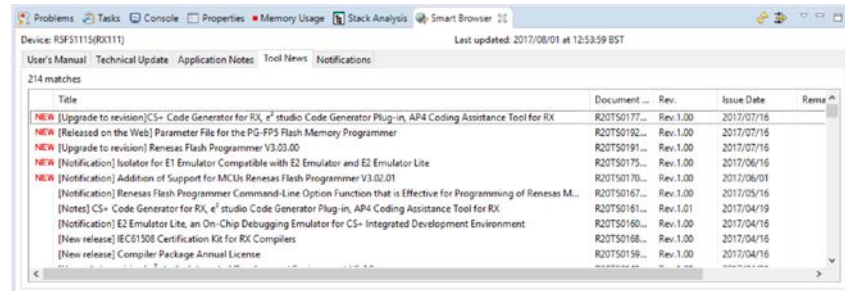 Problems Tasks Console Properties Memory Usage Stack Analysis Smart Browser
Device: R5F51115(RX111) Last updated: 2017/08/01 at 12:53:59 BST
User's Manual Technical Update Application Notes Tool News Notifications
214 matches
Title Document ... Rev. Issue Date Rema
NEW [Upgrade to revision]CS+ Code Generator for RX, e² studio Code Generator Plug-in, AP4 Coding Assistance Tool for RX R20TS0177... Rev.1.00 2017/07/16
NEW [Released on the Web] Parameter File for the PG-FP5 Flash Memory Programmer R20TS0192... Rev.1.00 2017/07/16
NEW [Upgrade to revision] Renesas Flash Programmer V3.03.00 R20TS0191... Rev.1.00 2017/07/16
NEW [Notification] Isolator for E1 Emulator Compatible with E2 Emulator and E2 Emulator Lite R20TS0175... Rev.1.00 2017/06/16
NEW [Notification] Addition of Support for MCUs Renesas Flash Programmer V3.02.01 R20TS0170... Rev.1.00 2017/06/01
[Notification] Renesas Flash Programmer Command-Line Option Function that is Effective for Programming of Renesas M... R20TS0167... Rev.1.00 2017/05/16
[Notes] CS+ Code Generator for RX, e² studio Code Generator Plug-in, AP4 Coding Assistance Tool for RX R20TS0161... Rev.1.01 2017/04/19
[Notification] E2 Emulator Lite, an On-Chip Debugging Emulator for CS+ Integrated Development Environment R20TS0160... Rev.1.00 2017/04/16
[New release] IEC61508 Certification Kit for RX Compilers R20TS0168... Rev.1.00 2017/04/16
[New release] Compiler Package Annual License R20TS0159... Rev.1.00 2017/04/16